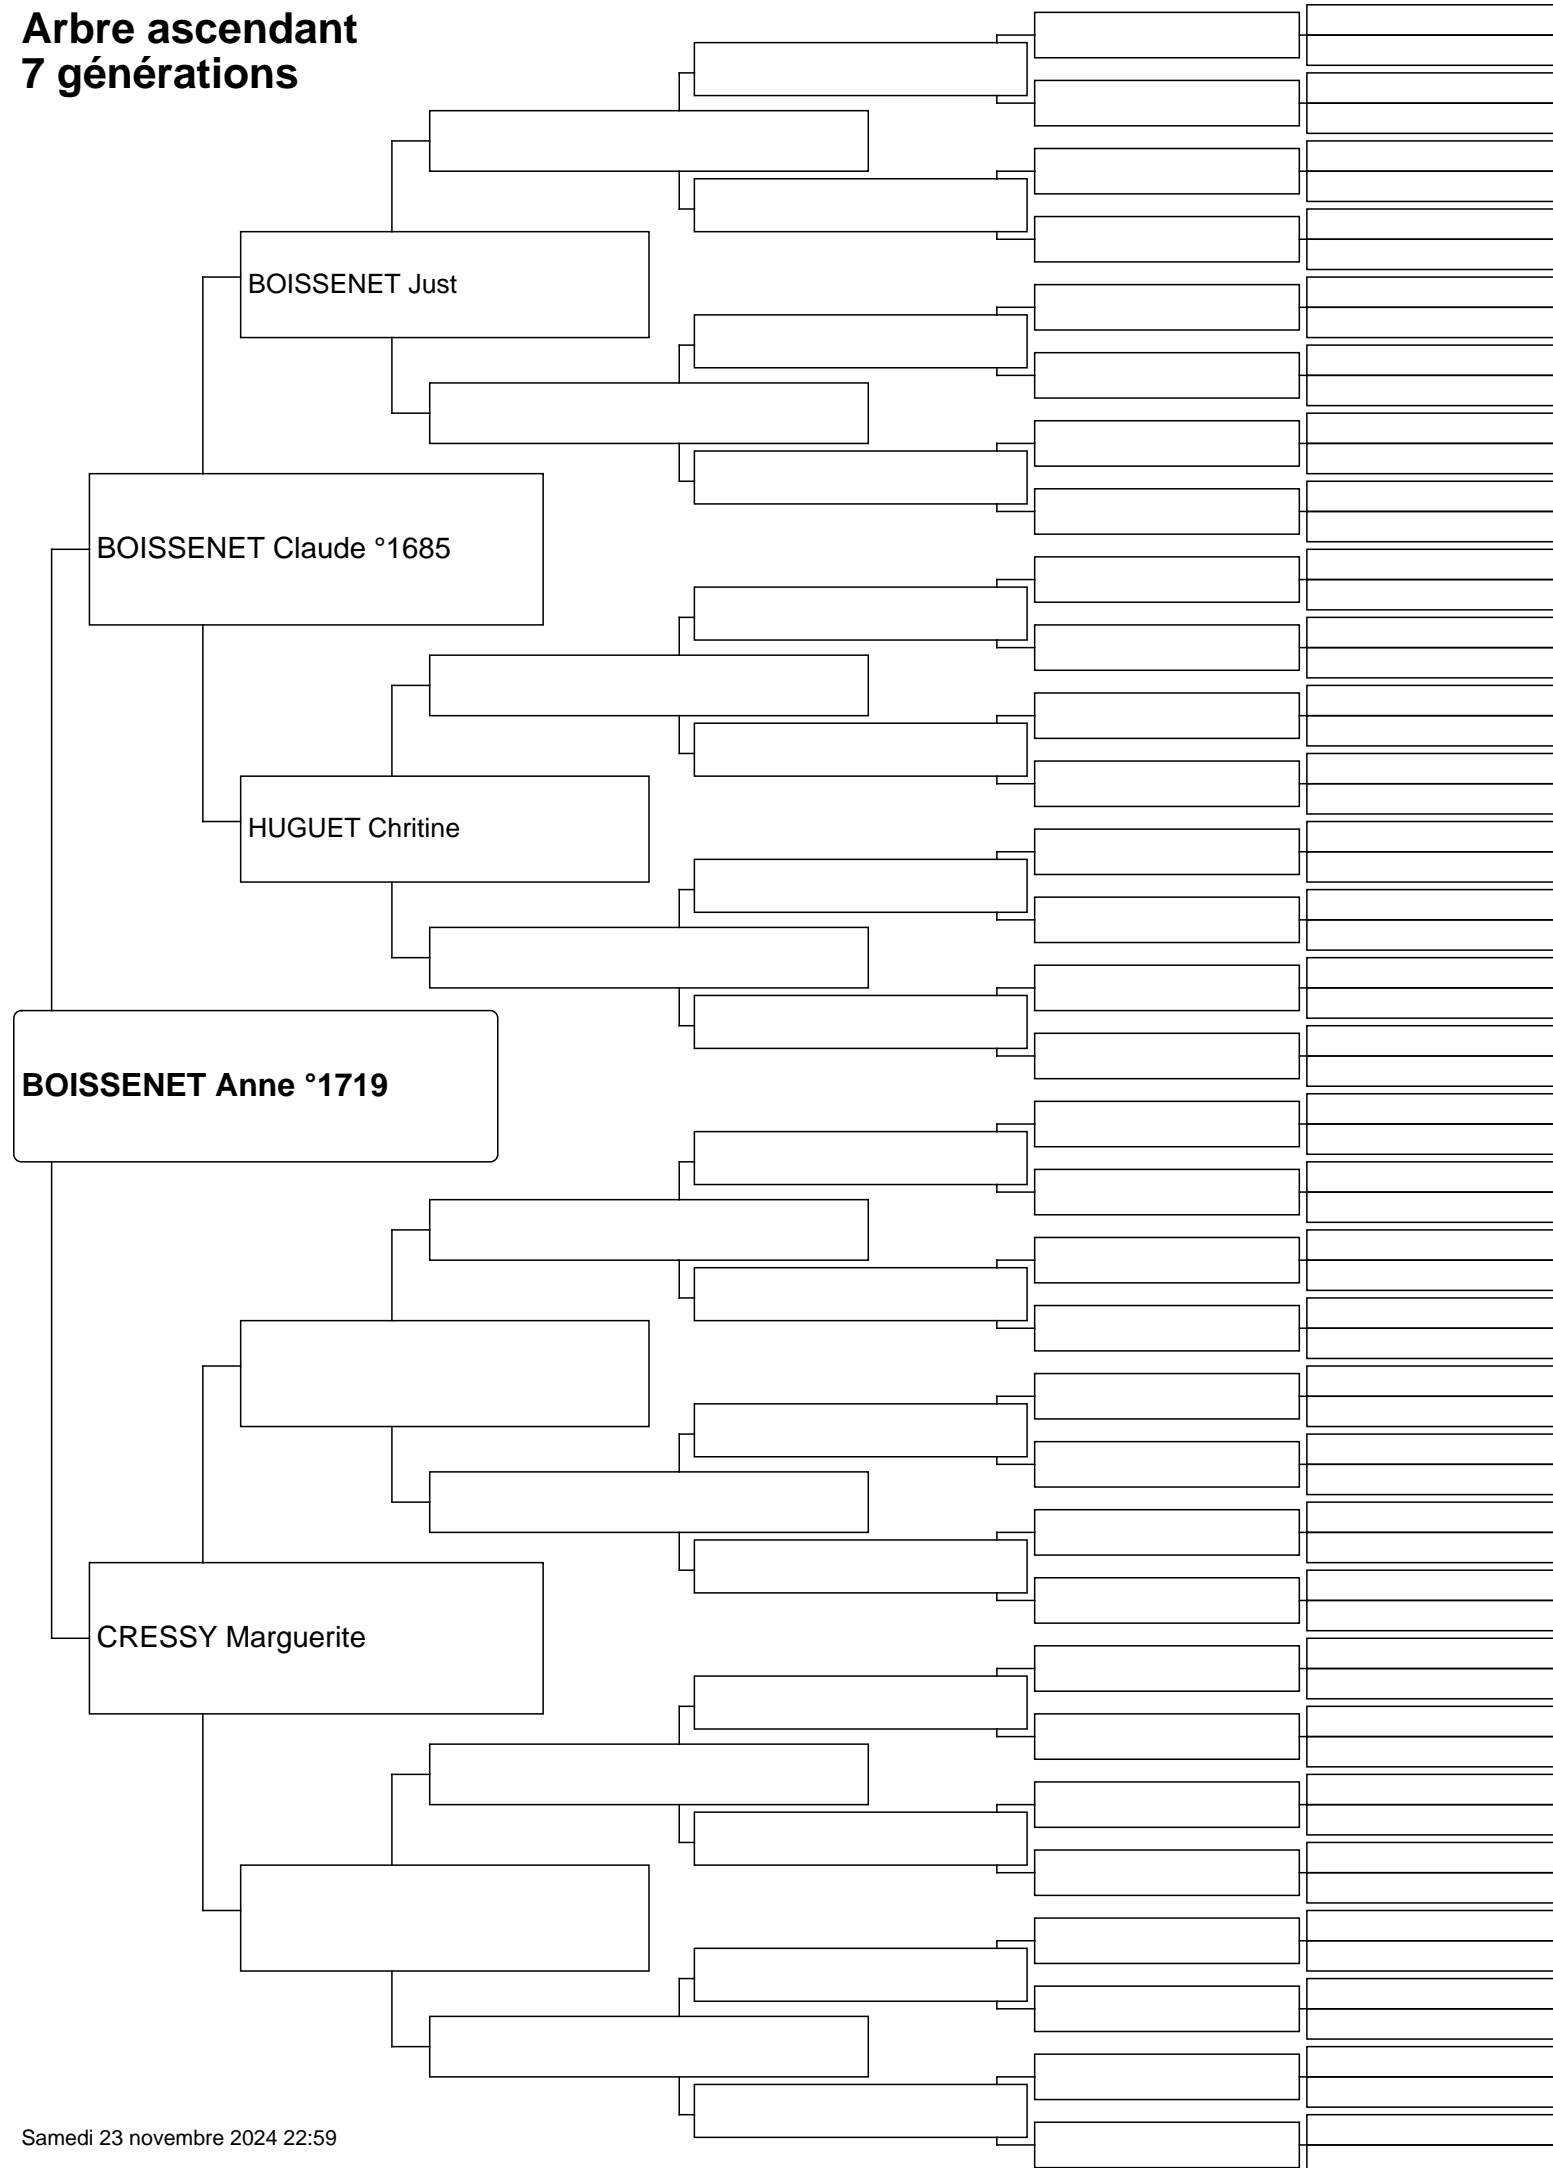 Arbre ascendant
7 générations
BOISSENET Just
BOISSENET Claude °1685
HUGUET Chritine
BOISSENET Anne °1719
CRESSY Marguerite
Samedi 23 novembre 2024 22:59